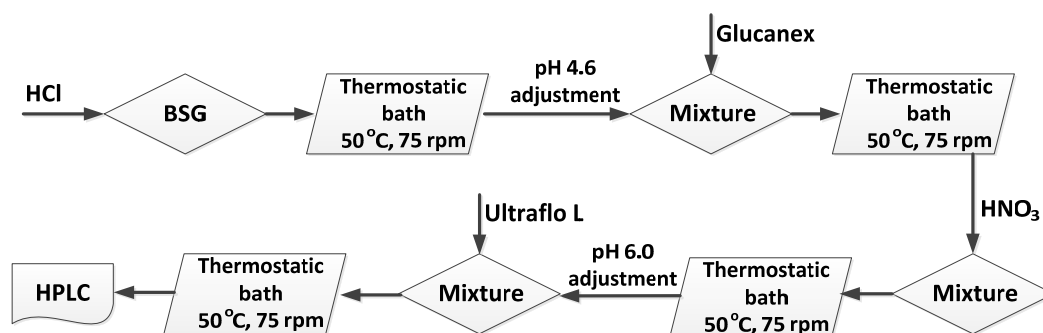 Glucanex
HCl
BSG
Thermostatic
bath
50°C, 75 rpm
pH 4.6
adjustment
Mixture
Thermostatic
bath
50°C, 75 rpm
HNO₃
Mixture
Thermostatic
bath
50°C, 75 rpm
pH 6.0
adjustment
Ultraflo L
Mixture
Thermostatic
bath
50°C, 75 rpm
HPLC